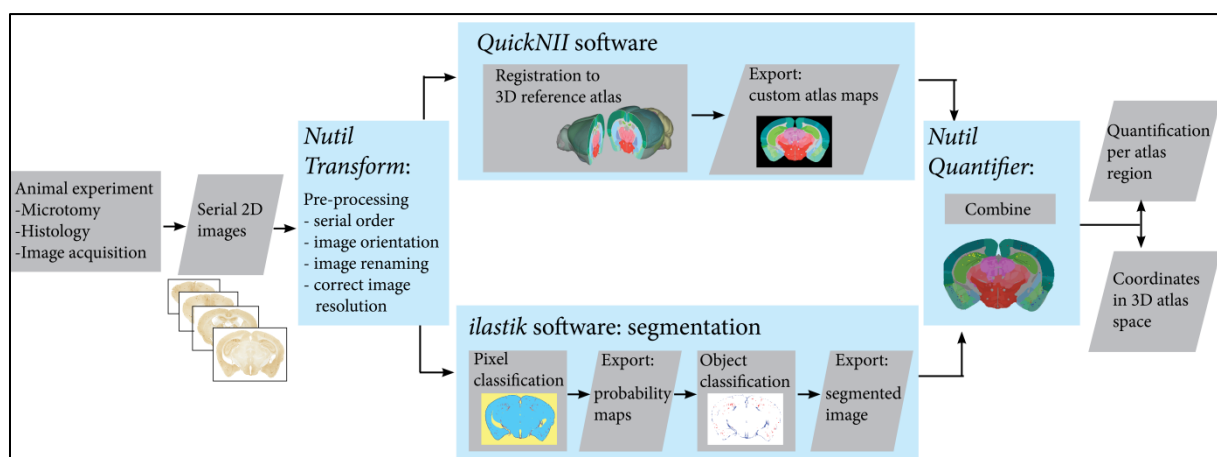 Animal experiment
-Microtomy
-Histology
-Image acquisition
Serial 2D
images
Nutil
Transform:
Pre-processing
- serial order
- image orientation
- image renaming
- correct image
resolution
QuickNII software
Registration to
3D reference atlas
Export:
custom atlas maps
ilastik software: segmentation
Pixel
classification
Export:
probability
maps
Object
classification
Export:
segmented
image
Nutil
Quantifier:
Combine
Quantification
per atlas
region
Coordinates
in 3D atlas
space